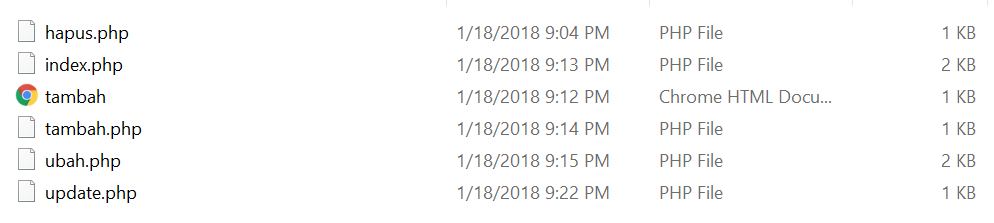 hapus.php 1/18/2018 9:04 PM PHP File 1 KB
index.php 1/18/2018 9:13 PM PHP File 2 KB
tambah 1/18/2018 9:12 PM Chrome HTML Docu... 1 KB
tambah.php 1/18/2018 9:14 PM PHP File 1 KB
ubah.php 1/18/2018 9:15 PM PHP File 2 KB
update.php 1/18/2018 9:22 PM PHP File 1 KB